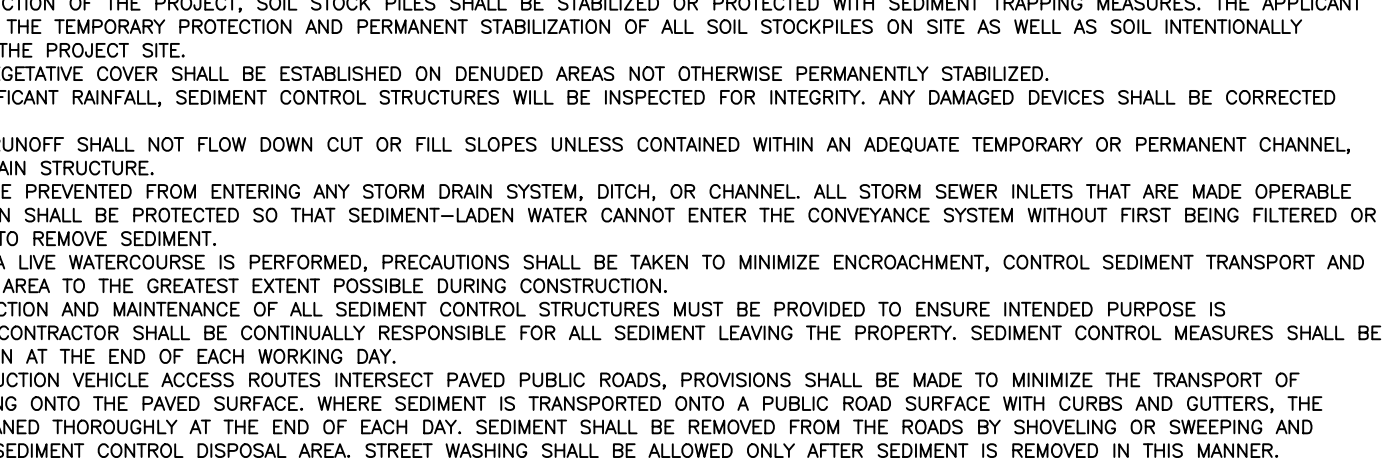 CTION OF THE PROJECT, SOIL STOCK PILES SHALL BE STABILIZED OR PROTECTED WITH SEDIMENT TRAPPING MEASURES. THE APPLICANT
THE TEMPORARY PROTECTION AND PERMANENT STABILIZATION OF ALL SOIL STOCKPILES ON SITE AS WELL AS SOIL INTENTIONALLY
THE PROJECT SITE.
GETATIVE COVER SHALL BE ESTABLISHED ON DENUDED AREAS NOT OTHERWISE PERMANENTLY STABILIZED.
FICANT RAINFALL, SEDIMENT CONTROL STRUCTURES WILL BE INSPECTED FOR INTEGRITY. ANY DAMAGED DEVICES SHALL BE CORRECTED
RUNOFF SHALL NOT FLOW DOWN CUT OR FILL SLOPES UNLESS CONTAINED WITHIN AN ADEQUATE TEMPORARY OR PERMANENT CHANNEL,
AIN STRUCTURE.
E PREVENTED FROM ENTERING ANY STORM DRAIN SYSTEM, DITCH, OR CHANNEL. ALL STORM SEWER INLETS THAT ARE MADE OPERABLE
N SHALL BE PROTECTED SO THAT SEDIMENT–LADEN WATER CANNOT ENTER THE CONVEYANCE SYSTEM WITHOUT FIRST BEING FILTERED OR
TO REMOVE SEDIMENT.
A LIVE WATERCOURSE IS PERFORMED, PRECAUTIONS SHALL BE TAKEN TO MINIMIZE ENCROACHMENT, CONTROL SEDIMENT TRANSPORT AND
AREA TO THE GREATEST EXTENT POSSIBLE DURING CONSTRUCTION.
CTION AND MAINTENANCE OF ALL SEDIMENT CONTROL STRUCTURES MUST BE PROVIDED TO ENSURE INTENDED PURPOSE IS
CONTRACTOR SHALL BE CONTINUALLY RESPONSIBLE FOR ALL SEDIMENT LEAVING THE PROPERTY. SEDIMENT CONTROL MEASURES SHALL BE
N AT THE END OF EACH WORKING DAY.
UCTION VEHICLE ACCESS ROUTES INTERSECT PAVED PUBLIC ROADS, PROVISIONS SHALL BE MADE TO MINIMIZE THE TRANSPORT OF
NG ONTO THE PAVED SURFACE. WHERE SEDIMENT IS TRANSPORTED ONTO A PUBLIC ROAD SURFACE WITH CURBS AND GUTTERS, THE
ANED THOROUGHLY AT THE END OF EACH DAY. SEDIMENT SHALL BE REMOVED FROM THE ROADS BY SHOVELING OR SWEEPING AND
SEDIMENT CONTROL DISPOSAL AREA. STREET WASHING SHALL BE ALLOWED ONLY AFTER SEDIMENT IS REMOVED IN THIS MANNER.